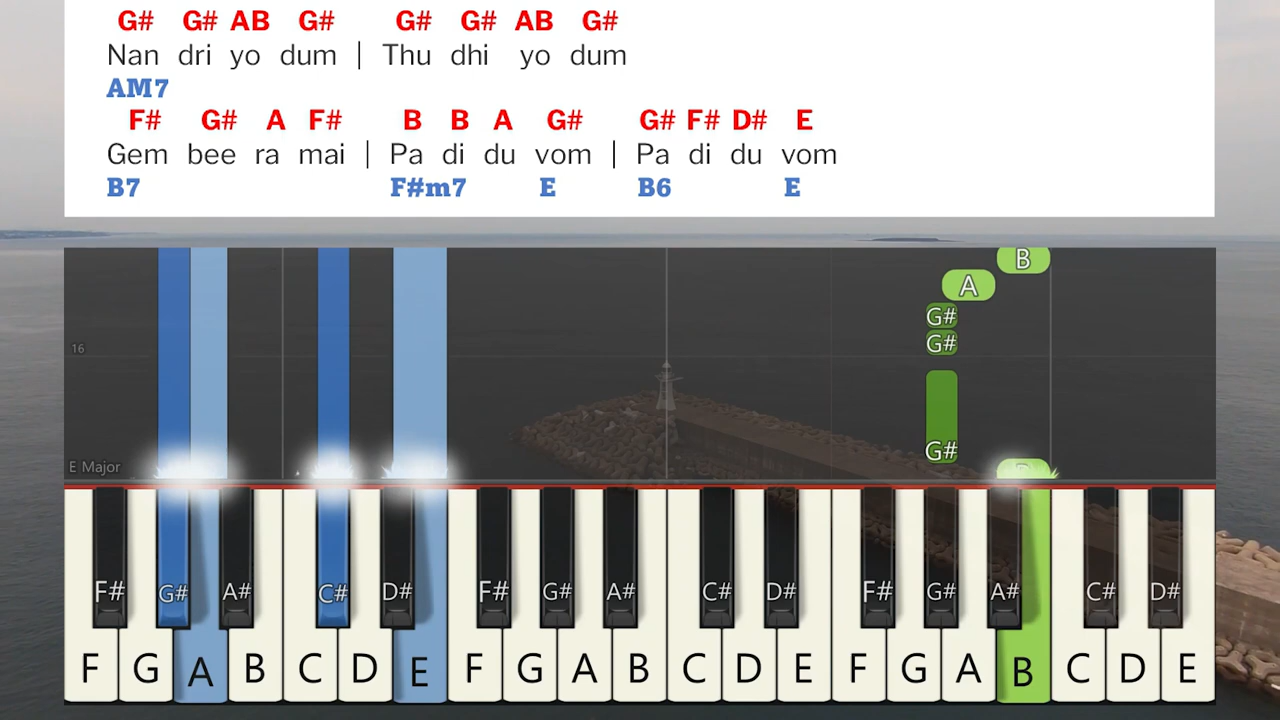 G# G# AB G# G# G# AB G#
Nan dri yo dum | Thu dhi yo dum
AM7
F# G# A F# B B A G# G# F# D# E
Gem bee ra mai | Pa di du vom | Pa di du vom
B7 F#m7 E B6 E
B
A
G#
G#
16
G#
E Major
F# G# A# C# D# F# G# A# C# D# F# G# A# C# D#
F G A B C D E F G A B C D E F G A B C D E